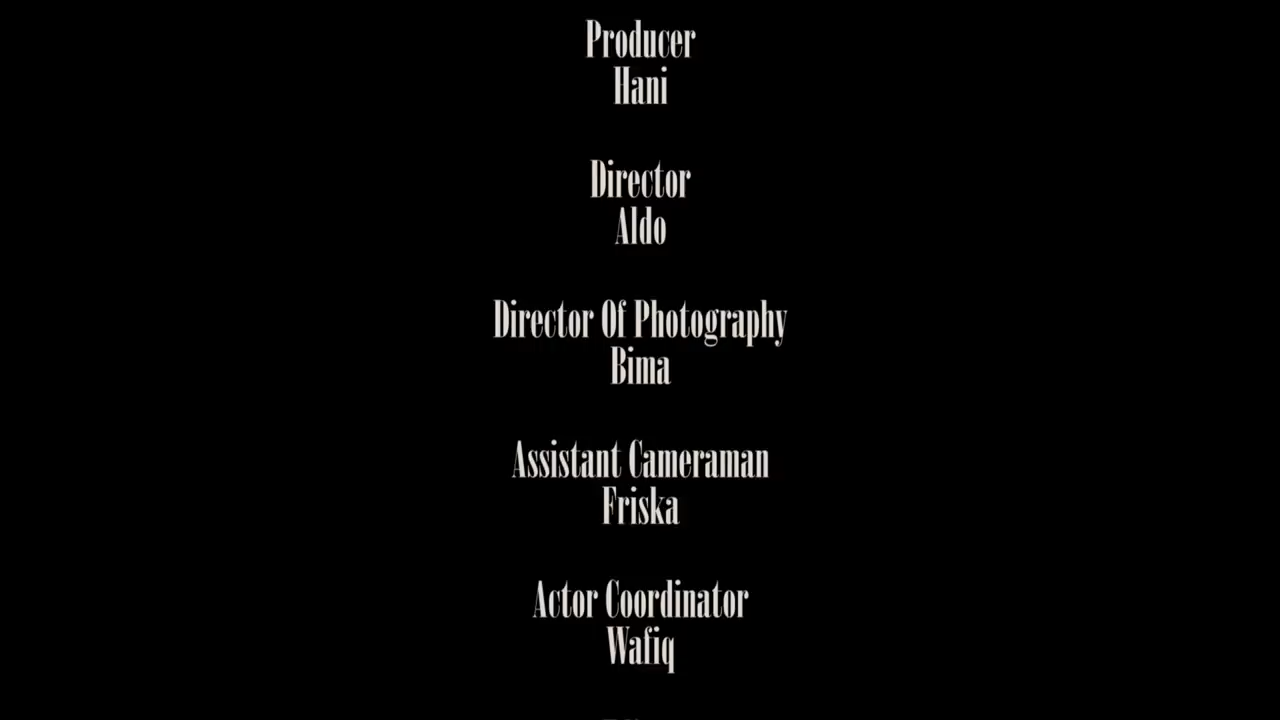 Producer
Hani
Director
Aldo
Director Of Photography
Bima
Assistant Cameraman
Friska
Actor Coordinator
Wafiq